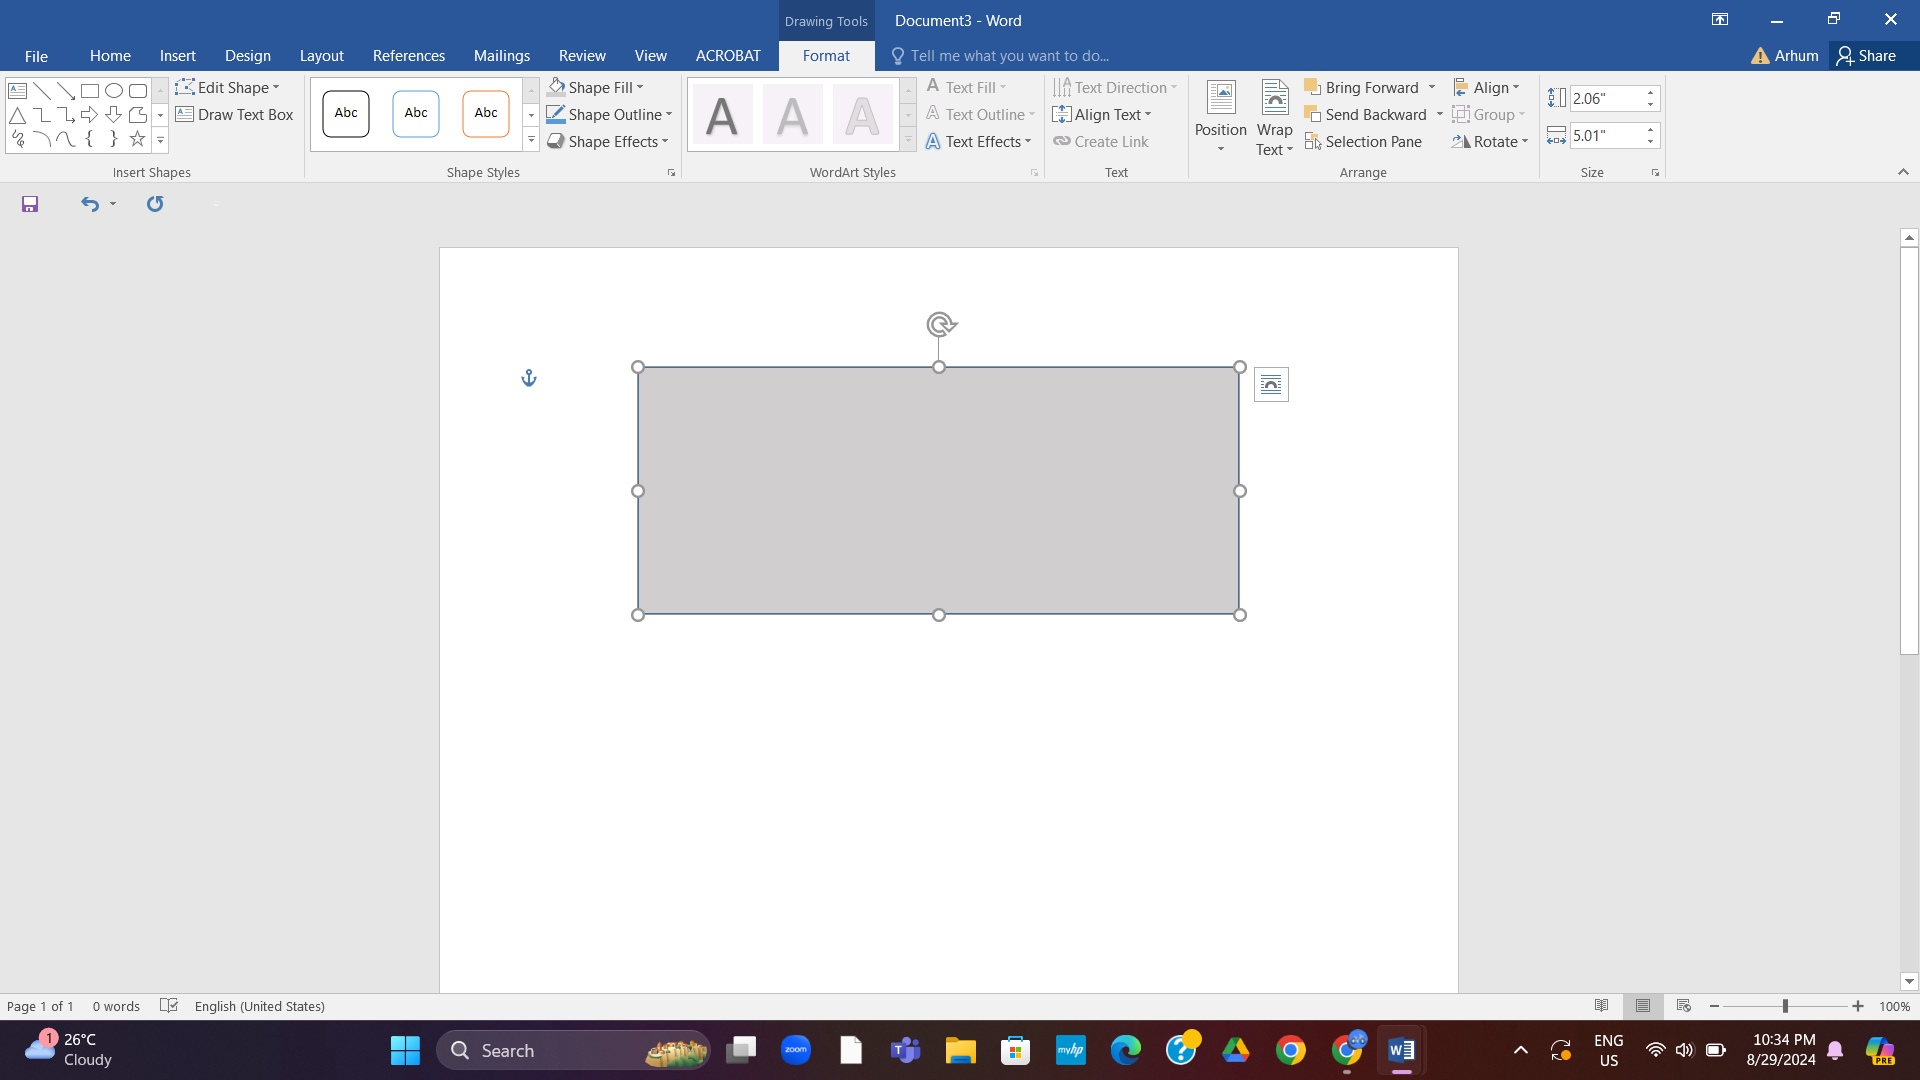 Drawing Tools
Document3 - Word
File
Home
Insert
Design
Layout
References
Mailings
Review
View
ACROBAT
Format
Tell me what you want to do...
Arhum
Share
Edit Shape
Draw Text Box
Insert Shapes
Abc
Abc
Abc
Shape Fill
Shape Outline
Shape Effects
Shape Styles
A
A
A
Text Fill
Text Outline
Text Effects
WordArt Styles
Text Direction
Align Text
Create Link
Text
Position
Wrap
Text
Bring Forward
Send Backward
Selection Pane
Align
Group
Rotate
Arrange
2.06"
5.01"
Size
Page 1 of 1
0 words
English (United States)
100%
1
26°C
Cloudy
Search
zoom
myhp
ENG
US
10:34 PM
8/29/2024
PRE